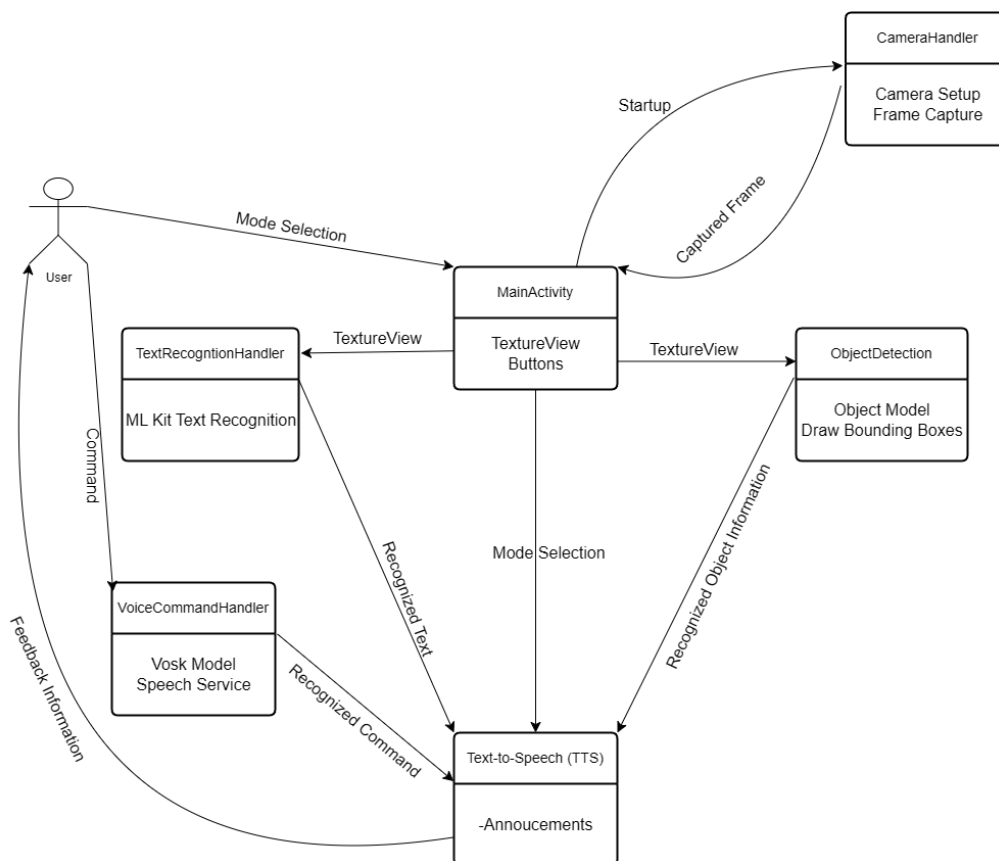 CameraHandler
Camera Setup
Frame Capture
Startup
Captured Frame
Mode Selection
User
MainActivity
TextureView
Buttons
TextRecogntionHandler
ML Kit Text Recognition
TextureView
TextureView
ObjectDetection
Object Model
Draw Bounding Boxes
Command
Recognized Text
Mode Selection
Recognized Object Information
VoiceCommandHandler
Vosk Model
Speech Service
Feedback Information
Recognized Command
Text-to-Speech (TTS)
-Annoucements